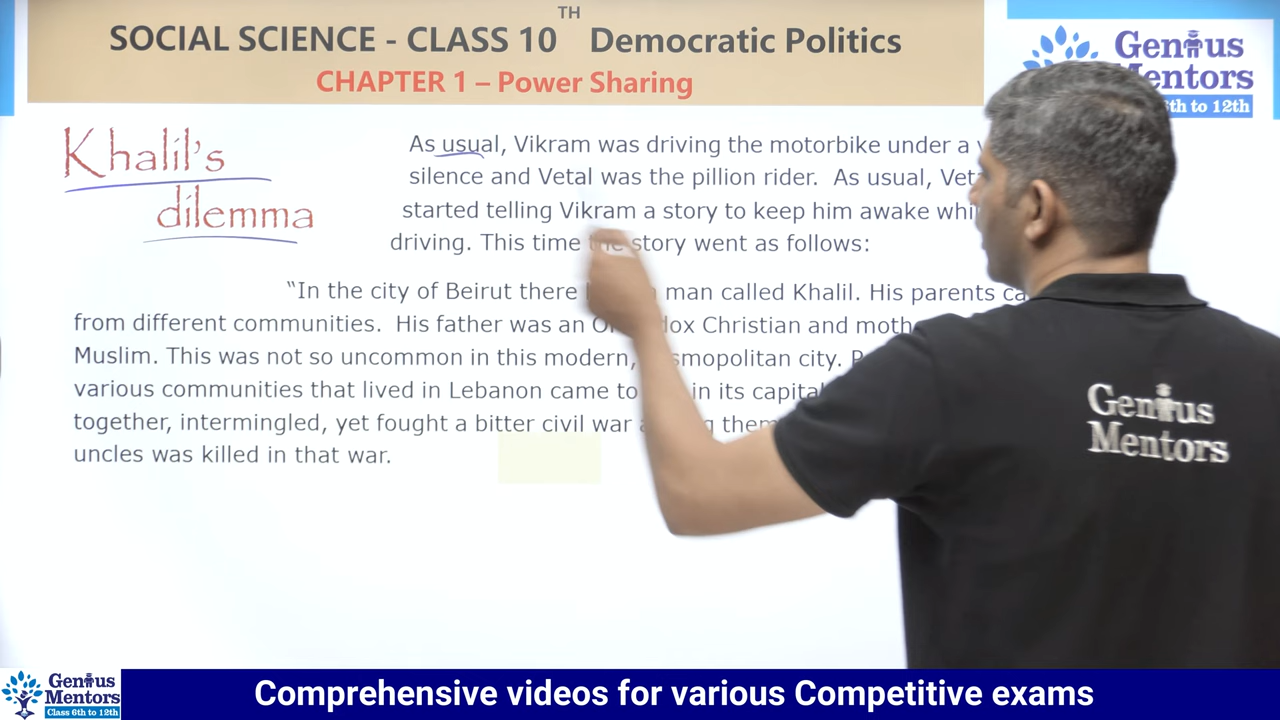 TH
SOCIAL SCIENCE - CLASS 10 Democratic Politics
CHAPTER 1 – Power Sharing
Genius
Mentors
6th to 12th
Khalil's
dilemma
As usual, Vikram was driving the motorbike under a
silence and Vetal was the pillion rider. As usual,
started telling Vikram a story to keep him awake
driving. This time the story went as follows:
"In the city of Beirut there man called Khalil. His parents
from different communities. His father was an and
Muslim. This was not so uncommon in this modern, city.
various communities that lived in Lebanon came to in its
together, intermingled, yet fought a bitter civil war
uncles was killed in that war.
Genius
Mentors
Genius
Mentors
Class 6th to 12th
Comprehensive videos for various Competitive exams